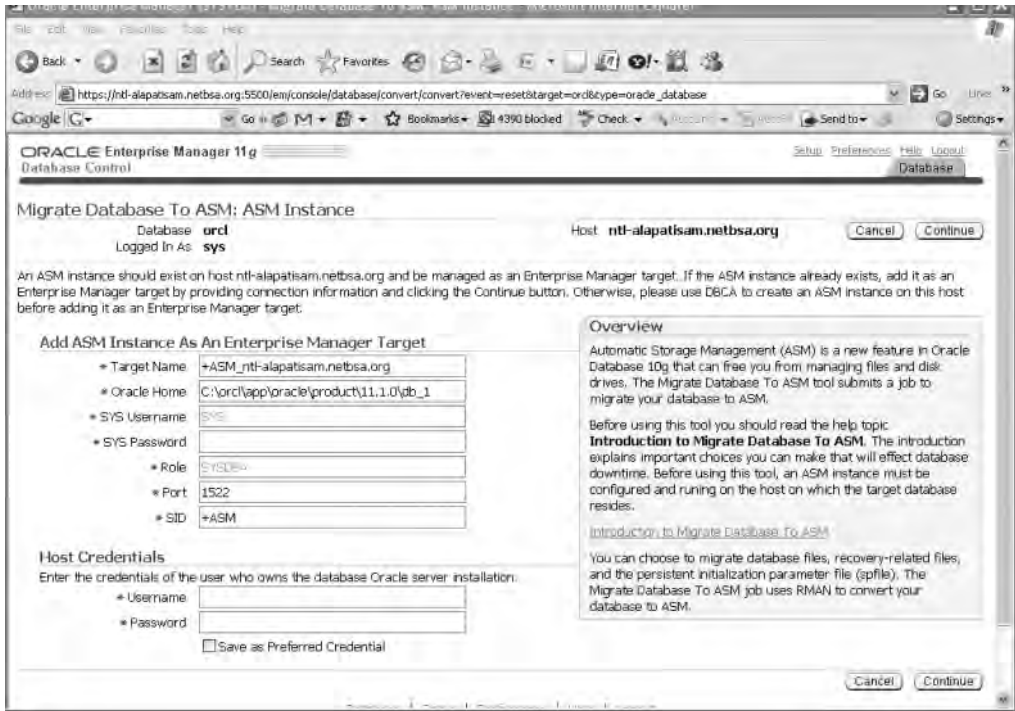 Oracle Enterprise Manager (SYSTEM) - Migrate Database To ASM: ASM Instance - Microsoft Internet Explorer
File Edit View Favorites Tools Help
Back Search Favorites
Address https://ntl-alapatisam.netbsa.org:5500/em/console/database/convert/convert?event=reset&target=orcl&type=oracle_database Go Links »
Google G Go Bookmarks 4390 blocked Check Send to Settings
ORACLE Enterprise Manager 11g
Database Control
Setup Preferences Help Logout
Database
Migrate Database To ASM: ASM Instance
Database orcl
Logged In As sys
Host ntl-alapatisam.netbsa.org
Cancel Continue
An ASM instance should exist on host ntl-alapatisam.netbsa.org and be managed as an Enterprise Manager target. If the ASM instance already exists, add it as an
Enterprise Manager target by providing connection information and clicking the Continue button. Otherwise, please use DBCA to create an ASM instance on this host
before adding it as an Enterprise Manager target.
Add ASM Instance As An Enterprise Manager Target
* Target Name +ASM_ntl-alapatisam.netbsa.org
* Oracle Home C:\orcl\app\oracle\product\11.1.0\db_1
* SYS Username SYS
* SYS Password
* Role SYSDBA
* Port 1522
* SID +ASM
Host Credentials
Enter the credentials of the user who owns the database Oracle server installation.
* Username
* Password
Save as Preferred Credential
Overview
Automatic Storage Management (ASM) is a new feature in Oracle
Database 10g that can free you from managing files and disk
drives. The Migrate Database To ASM tool submits a job to
migrate your database to ASM.
Before using this tool you should read the help topic
Introduction to Migrate Database To ASM. The introduction
explains important choices you can make that will effect database
downtime. Before using this tool, an ASM instance must be
configured and runing on the host on which the target database
resides.
Introduction to Migrate Database To ASM
You can choose to migrate database files, recovery-related files,
and the persistent initialization parameter file (spfile). The
Migrate Database To ASM job uses RMAN to convert your
database to ASM.
Cancel Continue